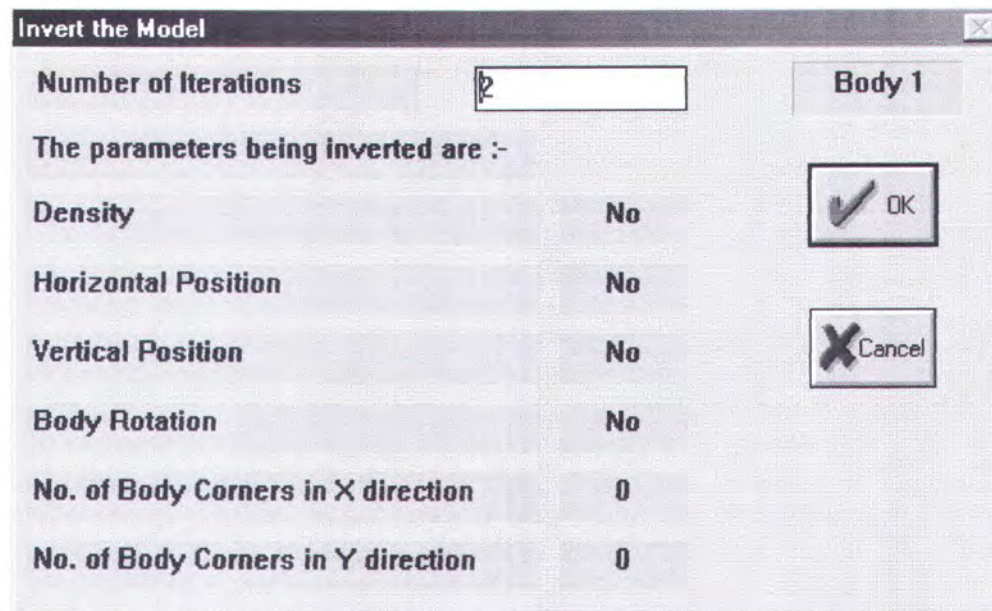 Invert the Model
Number of Iterations 2 Body 1
The parameters being inverted are :-
Density No OK
Horizontal Position No
Vertical Position No Cancel
Body Rotation No
No. of Body Corners in X direction 0
No. of Body Corners in Y direction 0